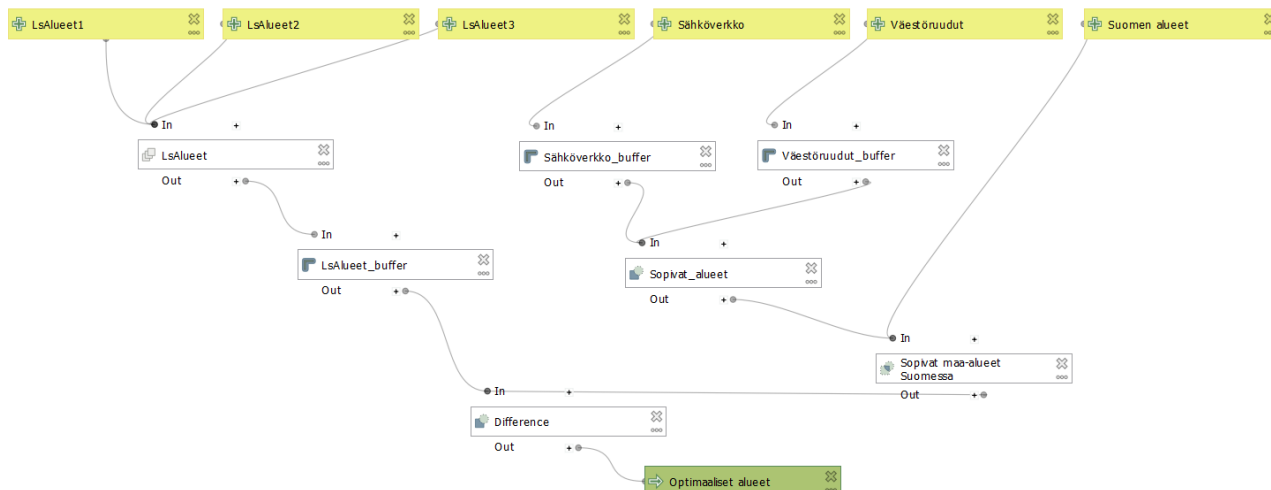 LsAlueet1
LsAlueet2
LsAlueet3
Sähköverkko
Väestöruudut
Suomen alueet
In
LsAlueet
Out
In
Sähköverkko_buffer
Out
In
Väestöruudut_buffer
Out
In
LsAlueet_buffer
Out
In
Sopivat_alueet
Out
In
Sopivat maa-alueet
Suomessa
Out
In
Difference
Out
Optimaaliset alueet